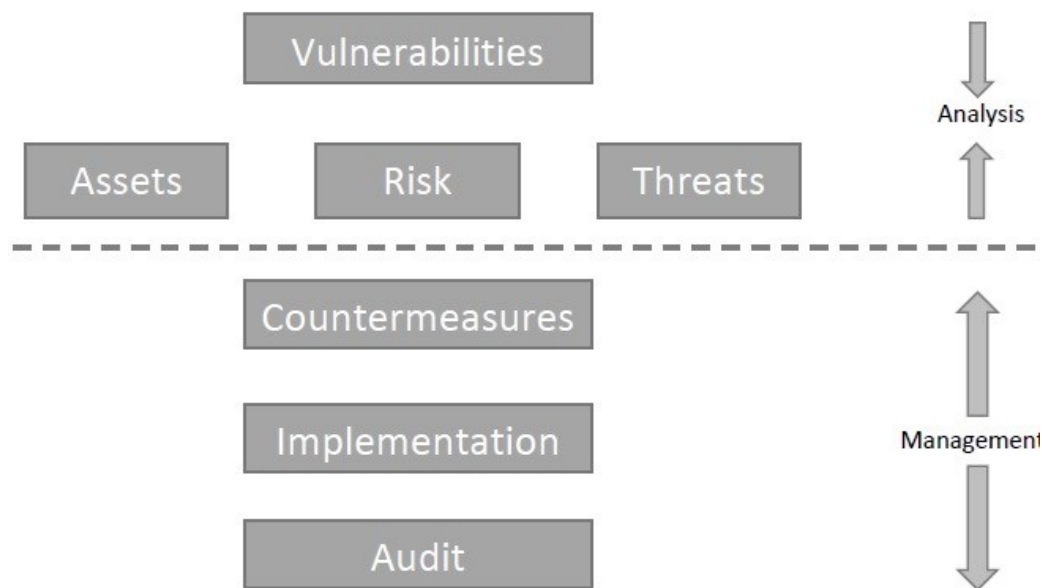 Vulnerabilities
Analysis
Assets Risk Threats
Countermeasures
Implementation
Management
Audit